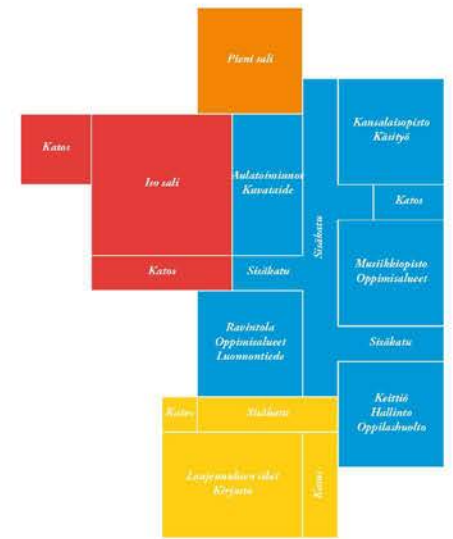 Pieni sali
Kansalaisopisto
Käsityö
Katos
Iso sali
Aulatoiminnot
Kuvataide
Sisäkatu
Katos
Katos
Sisäkatu
Musiikkiopisto
Oppimisalueet
Ravintola
Oppimisalueet
Luonnontiede
Sisäkatu
Keittiö
Hallinto
Oppilashuolto
Katos
Sisäkatu
Laajennuksen tilat
Kirjasto
Katos